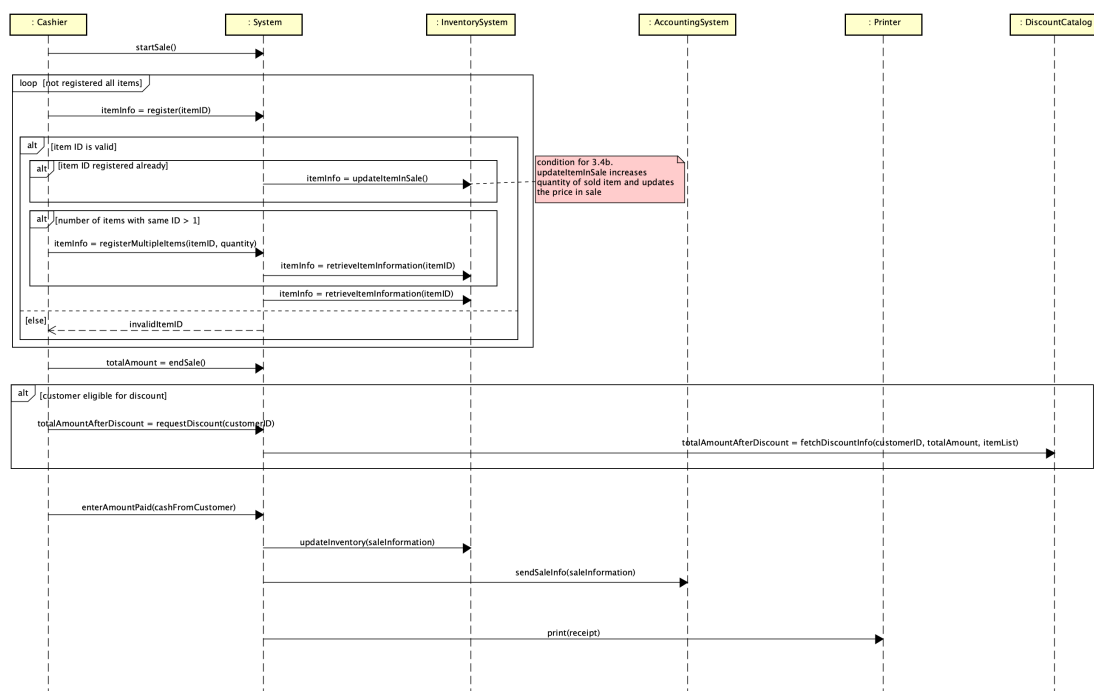 : Cashier
: System
: InventorySystem
: AccountingSystem
: Printer
: DiscountCatalog
startSale()
loop [not registered all items]
itemInfo = register(itemID)
alt [item ID is valid]
alt [item ID registered already]
itemInfo = updateItemInSale()
condition for 3.4b.
updateItemInSale increases
quantity of sold item and updates
the price in sale
alt [number of items with same ID > 1]
itemInfo = registerMultipleItems(itemID, quantity)
itemInfo = retrieveItemInformation(itemID)
itemInfo = retrieveItemInformation(itemID)
[else]
invalidItemID
totalAmount = endSale()
alt [customer eligible for discount]
totalAmountAfterDiscount = requestDiscount(customerID)
totalAmountAfterDiscount = fetchDiscountInfo(customerID, totalAmount, itemList)
enterAmountPaid(cashFromCustomer)
updateInventory(saleInformation)
sendSaleInfo(saleInformation)
print(receipt)